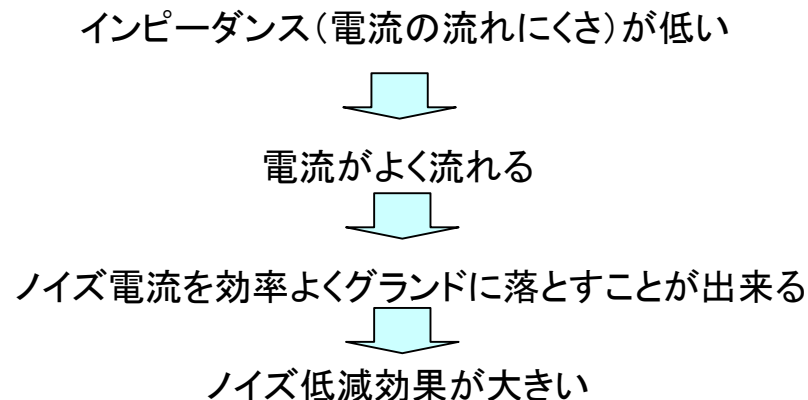 インピーダンス（電流の流れにくさ）が低い
電流がよく流れる
ノイズ電流を効率よくグランドに落とすことが出来る
ノイズ低減効果が大きい